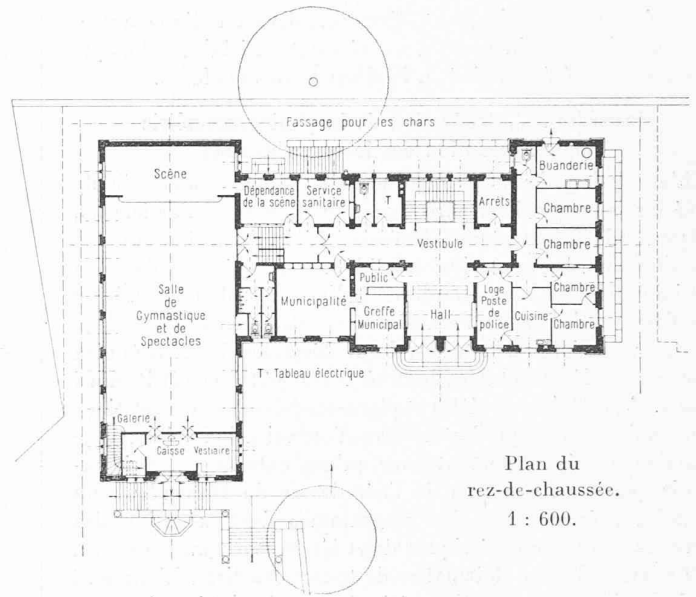 Fassage pour les chars
Scène
Dépendance
de la scène
Service
sanitaire
T
Arrêts
Buanderie
Chambre
Chambre
Vestibule
Public
Chambre
Salle
de
Gymnastique
et de
Spectacles
Municipalité
Greffe
Municipal
Hall
Loge
Poste
de
police
Cuisine
Chambre
T = Tableau électrique
Galerie
Caisse
Vestiaire
Plan du
rez-de-chaussée.
1 : 600.